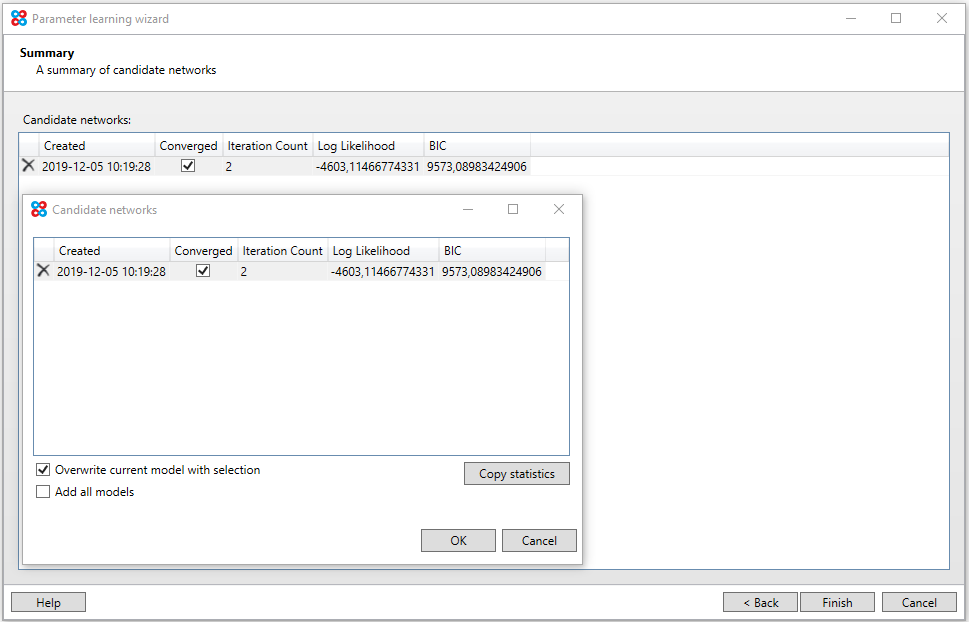 Parameter learning wizard
Summary
A summary of candidate networks
Candidate networks:
Created Converged Iteration Count Log Likelihood BIC
2019-12-05 10:19:28 2 -4603,11466774331 9573,08983424906
Candidate networks
Created Converged Iteration Count Log Likelihood BIC
2019-12-05 10:19:28 2 -4603,11466774331 9573,08983424906
Overwrite current model with selection
Copy statistics
Add all models
OK Cancel
Help < Back Finish Cancel